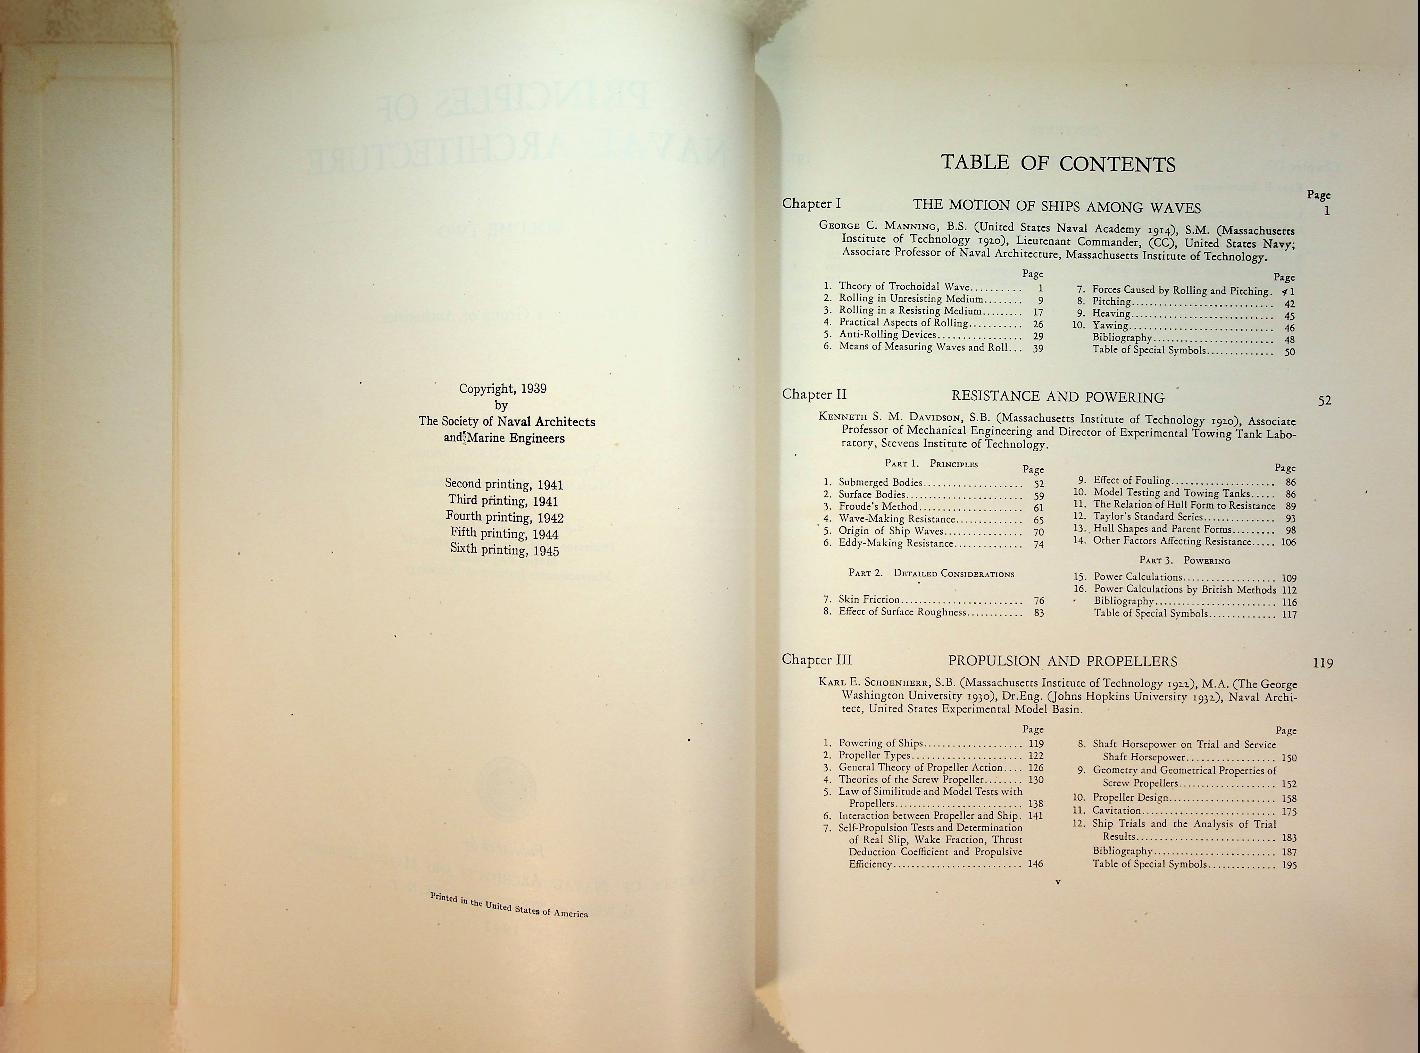 Copyright, 1939
by
The Society of Naval Architects
and Marine Engineers
Second printing, 1941
Third printing, 1941
Fourth printing, 1942
Fifth printing, 1944
Sixth printing, 1945
Printed in the United States of America
TABLE OF CONTENTS
Page
Chapter I THE MOTION OF SHIPS AMONG WAVES 1
George C. Manning, B.S. (United States Naval Academy 1914), S.M. (Massachusetts
Institute of Technology 1920), Lieutenant Commander, (CC), United States Navy;
Associate Professor of Naval Architecture, Massachusetts Institute of Technology.
Page
1. Theory of Trochoidal Wave.......... 1
2. Rolling in Unresisting Medium........ 9
3. Rolling in a Resisting Medium......... 17
4. Practical Aspects of Rolling........... 26
5. Anti-Rolling Devices................. 29
6. Means of Measuring Waves and Roll... 39
Page
7. Forces Caused by Rolling and Pitching. 41
8. Pitching............................ 42
9. Heaving............................ 45
10. Yawing............................ 46
Bibliography........................ 48
Table of Special Symbols.............. 50
Chapter II RESISTANCE AND POWERING 52
Kenneth S. M. Davidson, S.B. (Massachusetts Institute of Technology 1920), Associate
Professor of Mechanical Engineering and Director of Experimental Towing Tank Labo-
ratory, Stevens Institute of Technology.
Part 1. Principles
Page
1. Submerged Bodies.................... 52
2. Surface Bodies....................... 59
3. Froude's Method..................... 61
4. Wave-Making Resistance............. 65
5. Origin of Ship Waves................ 70
6. Eddy-Making Resistance............. 74
Part 2. Detailed Considerations
7. Skin Friction........................ 76
8. Effect of Surface Roughness........... 83
Page
9. Effect of Fouling..................... 86
10. Model Testing and Towing Tanks..... 86
11. The Relation of Hull Form to Resistance 89
12. Taylor's Standard Series.............. 93
13. Hull Shapes and Parent Forms......... 98
14. Other Factors Affecting Resistance..... 106
Part 3. Powering
15. Power Calculations................... 109
16. Power Calculations by British Methods 112
Bibliography........................ 116
Table of Special Symbols............. 117
Chapter III PROPULSION AND PROPELLERS 119
Karl E. Schoenherr, S.B. (Massachusetts Institute of Technology 1922), M.A. (The George
Washington University 1930), Dr.Eng. (Johns Hopkins University 1932), Naval Archi-
tect, United States Experimental Model Basin.
Page
1. Powering of Ships................... 119
2. Propeller Types..................... 122
3. General Theory of Propeller Action.... 126
4. Theories of the Screw Propeller........ 130
5. Law of Similitude and Model Tests with
Propellers......................... 138
6. Interaction between Propeller and Ship. 141
7. Self-Propulsion Tests and Determination
of Real Slip, Wake Fraction, Thrust
Deduction Coefficient and Propulsive
Efficiency......................... 146
Page
8. Shaft Horsepower on Trial and Service
Shaft Horsepower.................. 150
9. Geometry and Geometrical Properties of
Screw Propellers................... 152
10. Propeller Design..................... 158
11. Cavitation.......................... 175
12. Ship Trials and the Analysis of Trial
Results........................... 183
Bibliography........................ 187
Table of Special Symbols.............. 195
v